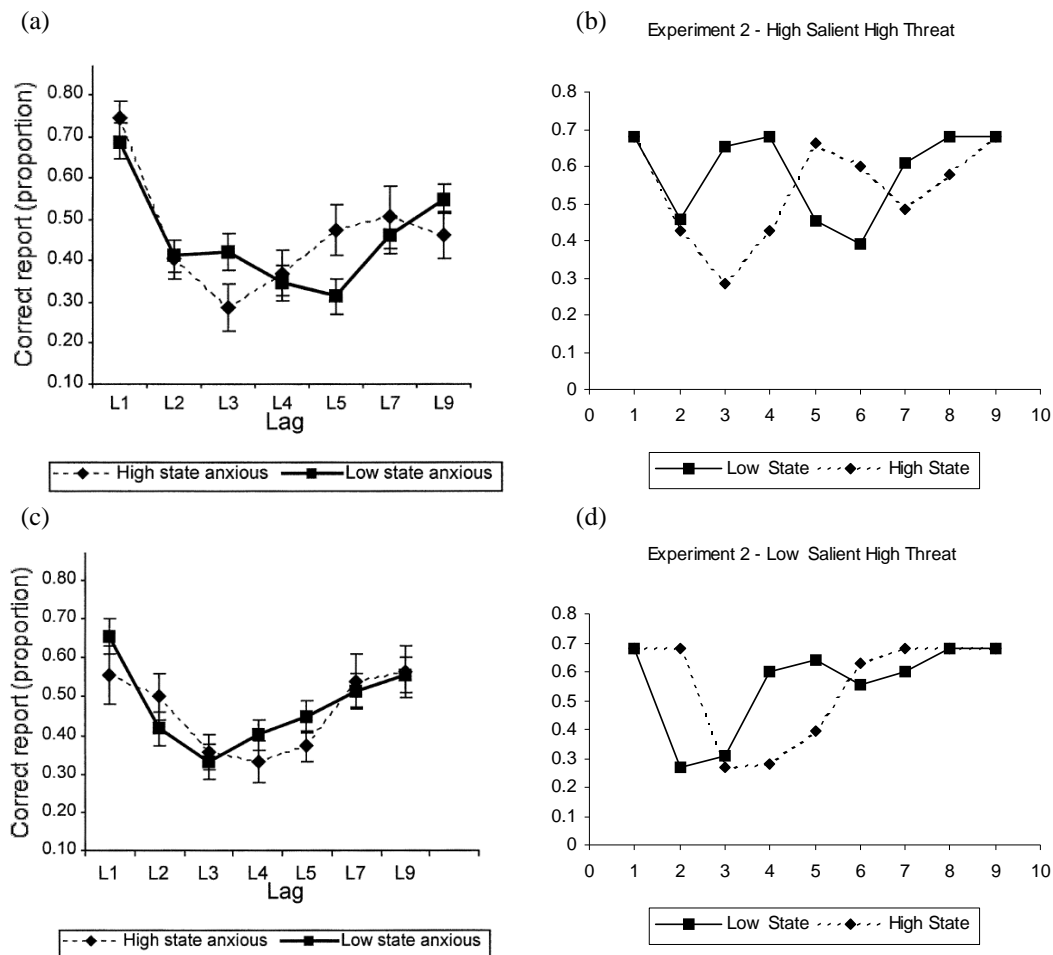 (a)
Correct report (proportion)
0.80
0.70
0.60
0.50
0.40
0.30
0.20
0.10
L1 L2 L3 L4 L5 L7 L9
Lag
High state anxious Low state anxious
(b)
Experiment 2 - High Salient High Threat
0.8
0.7
0.6
0.5
0.4
0.3
0.2
0.1
0
0 1 2 3 4 5 6 7 8 9 10
Low State High State
(c)
Correct report (proportion)
0.80
0.70
0.60
0.50
0.40
0.30
0.20
0.10
L1 L2 L3 L4 L5 L7 L9
Lag
High state anxious Low state anxious
(d)
Experiment 2 - Low Salient High Threat
0.8
0.7
0.6
0.5
0.4
0.3
0.2
0.1
0
0 1 2 3 4 5 6 7 8 9 10
Low State High State